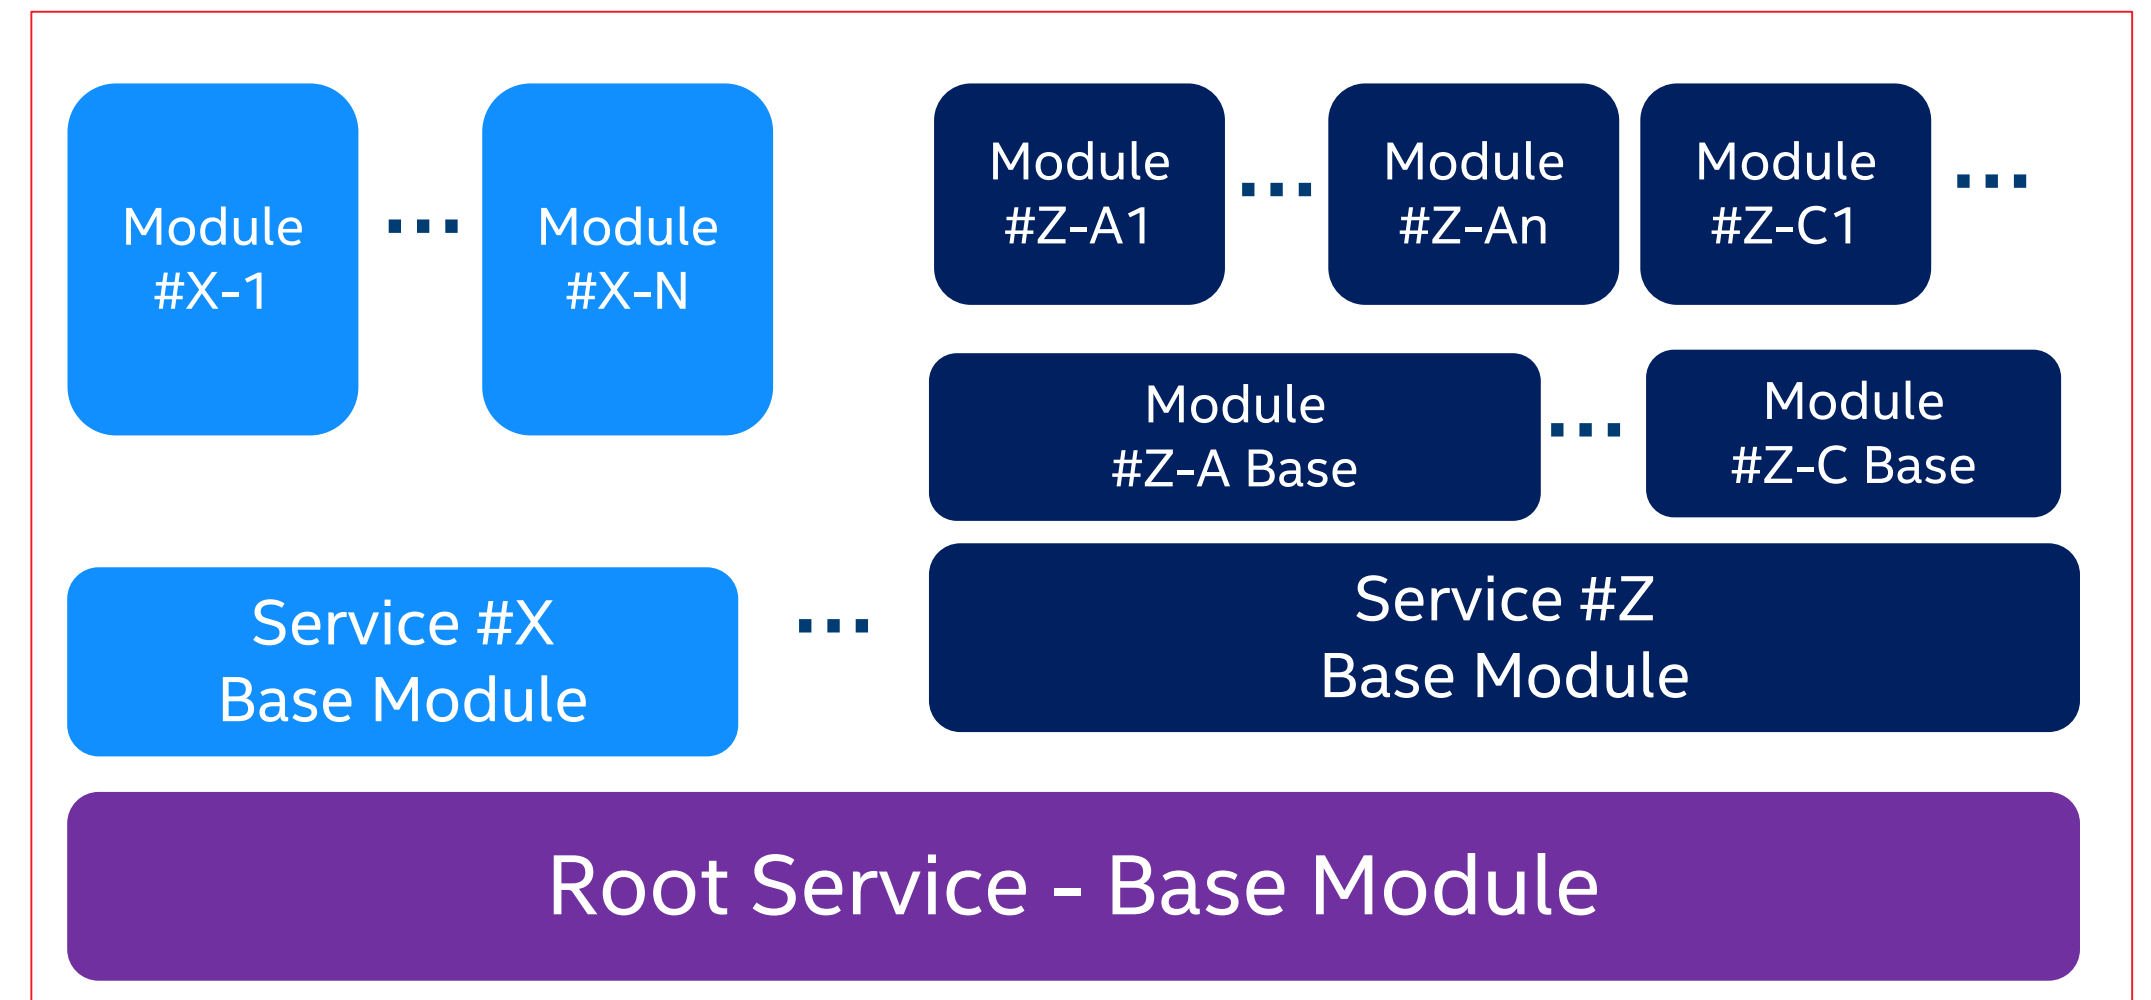 Module
#X-1
...
Module
#X-N
Module
#Z-A1
...
Module
#Z-An
Module
#Z-C1
...
Module
#Z-A Base
...
Module
#Z-C Base
Service #X
Base Module
...
Service #Z
Base Module
Root Service - Base Module